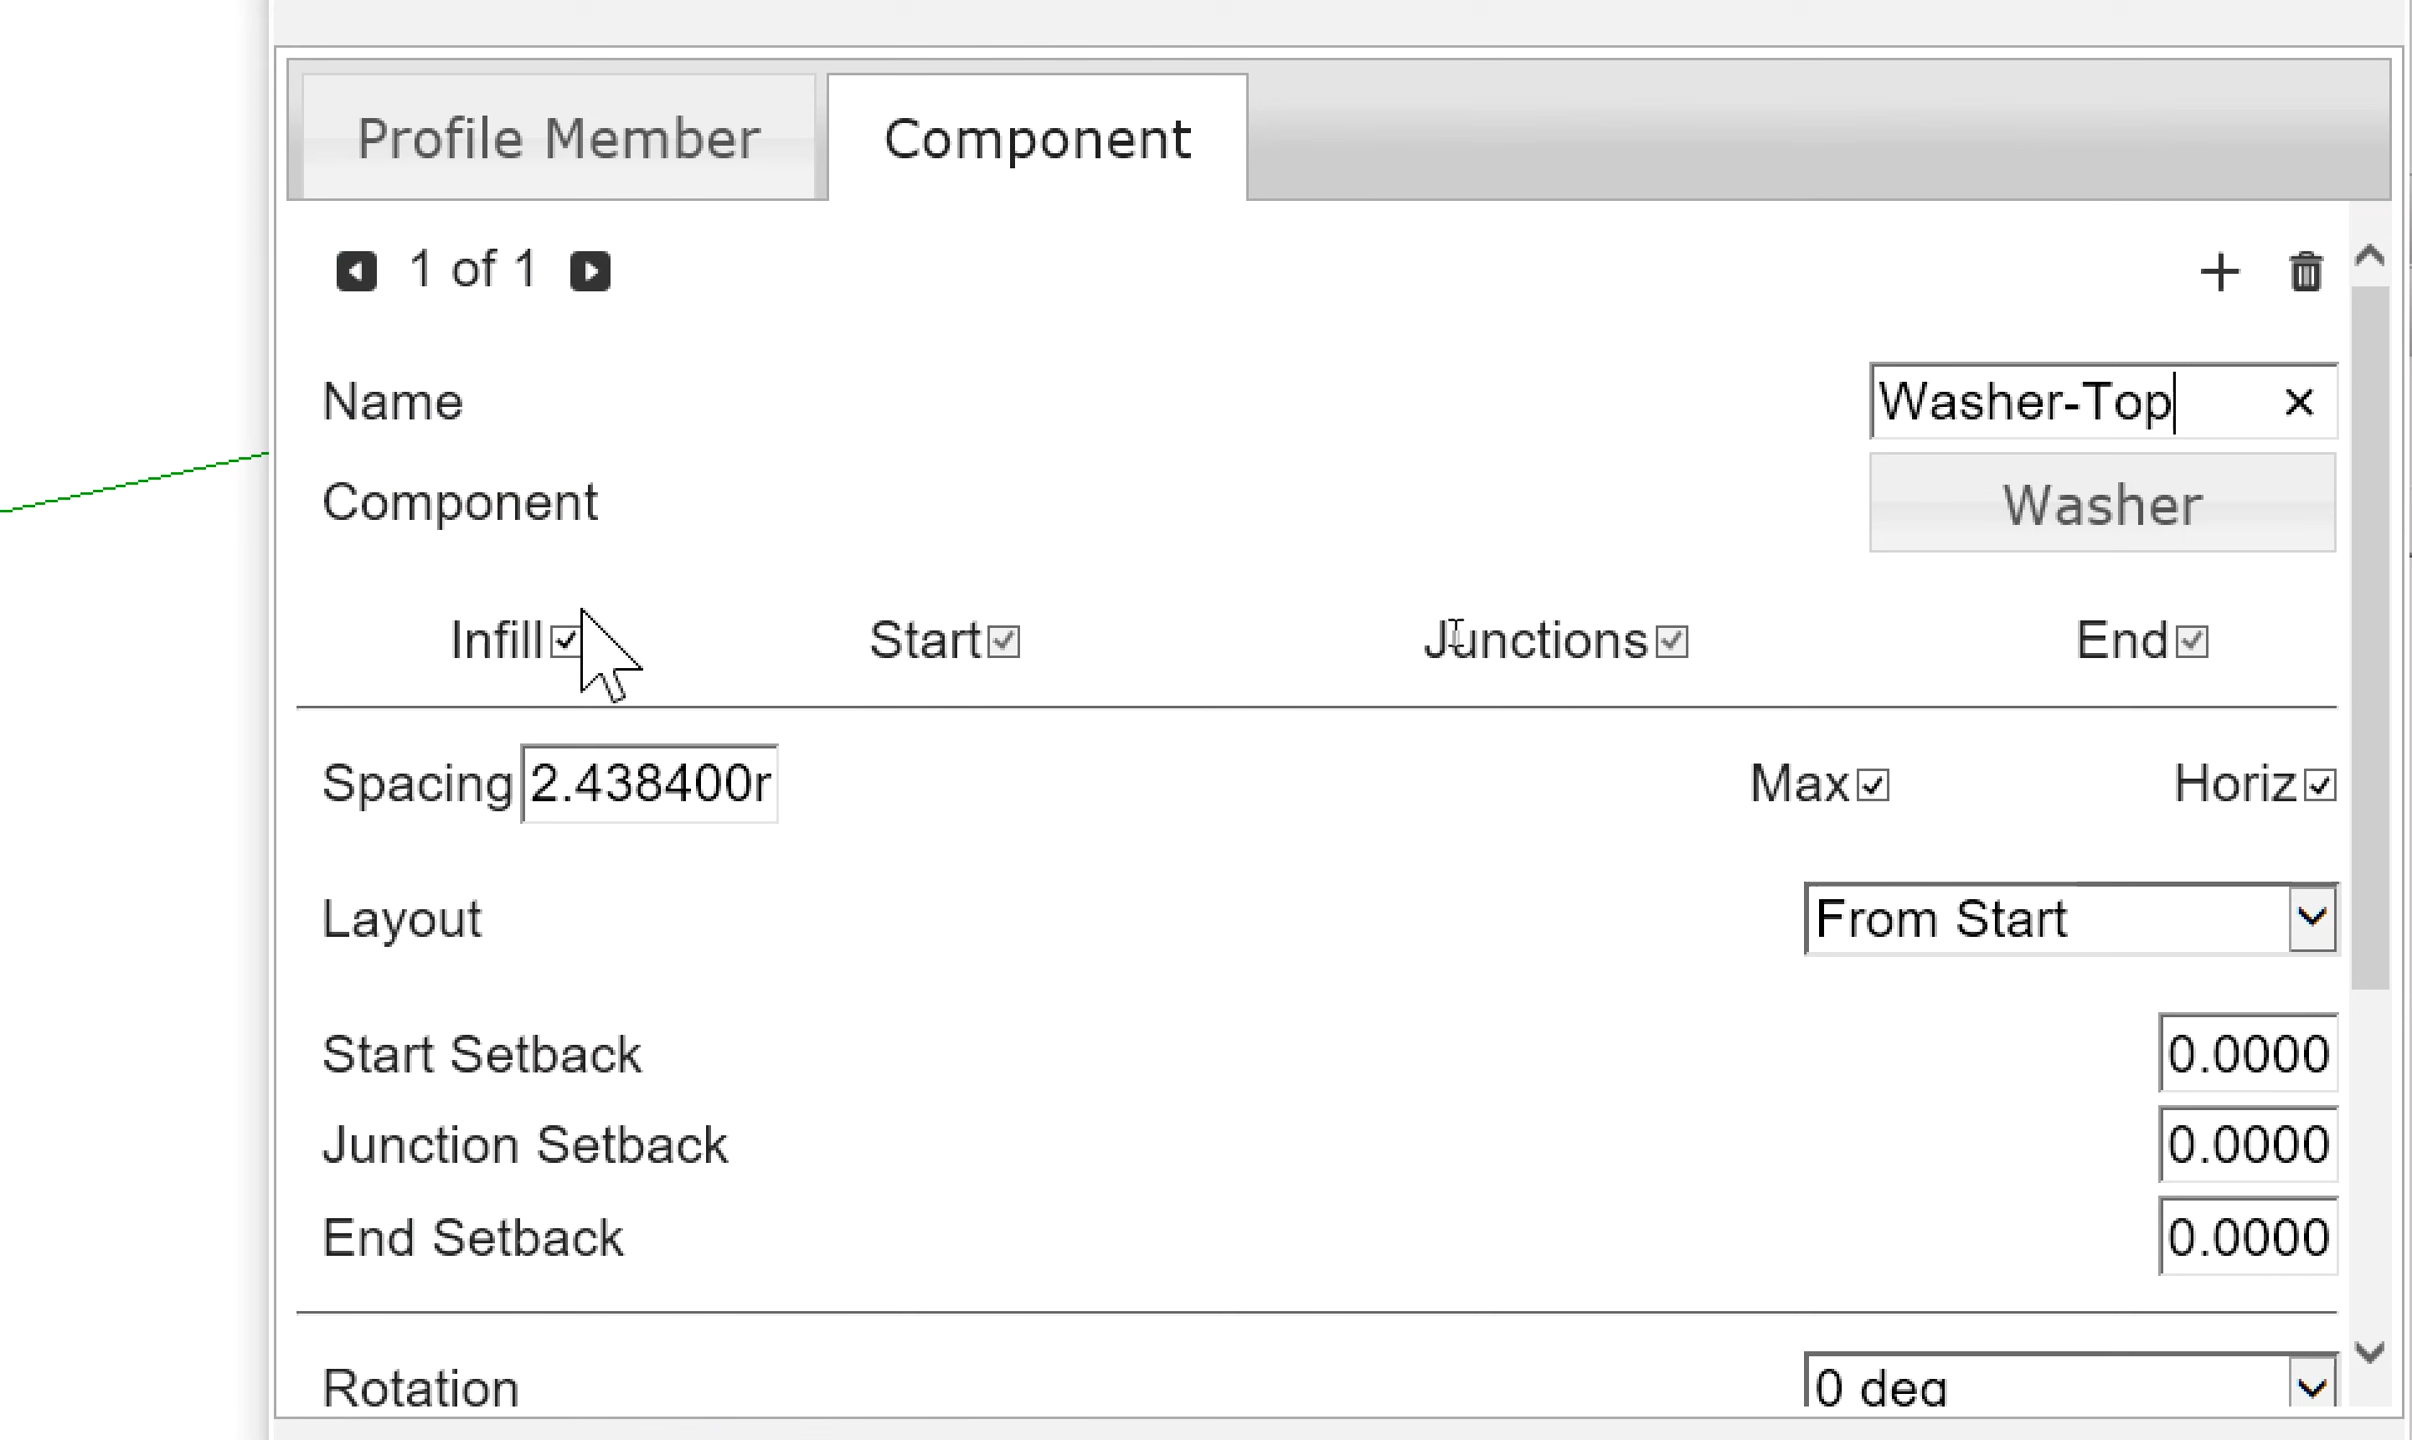 Profile Member Component
1 of 1
Name Washer-Top
Component Washer
Infill Start Junctions End
Spacing 2.438400r Max Horiz
Layout From Start
Start Setback 0.0000
Junction Setback 0.0000
End Setback 0.0000
Rotation 0 deg